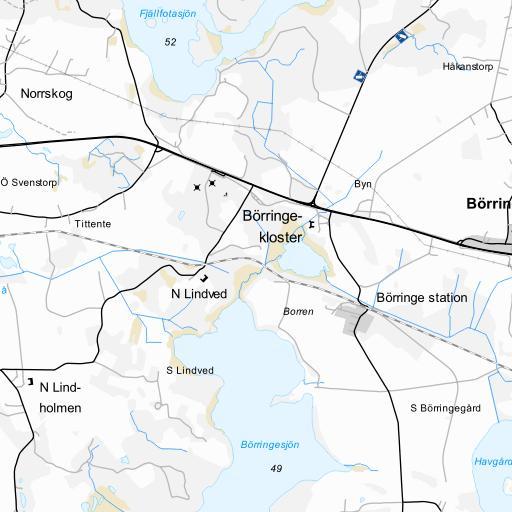 Fjällfotasjön
52
Håkanstorp
Norrskog
Ö Svenstorp
Byn
Börrin
Börringe-
kloster
Tittente
å
N Lindved
Börringe station
Borren
S Lindved
N Lind-
holmen
S Börringegård
Börringesjön
49
Havgård